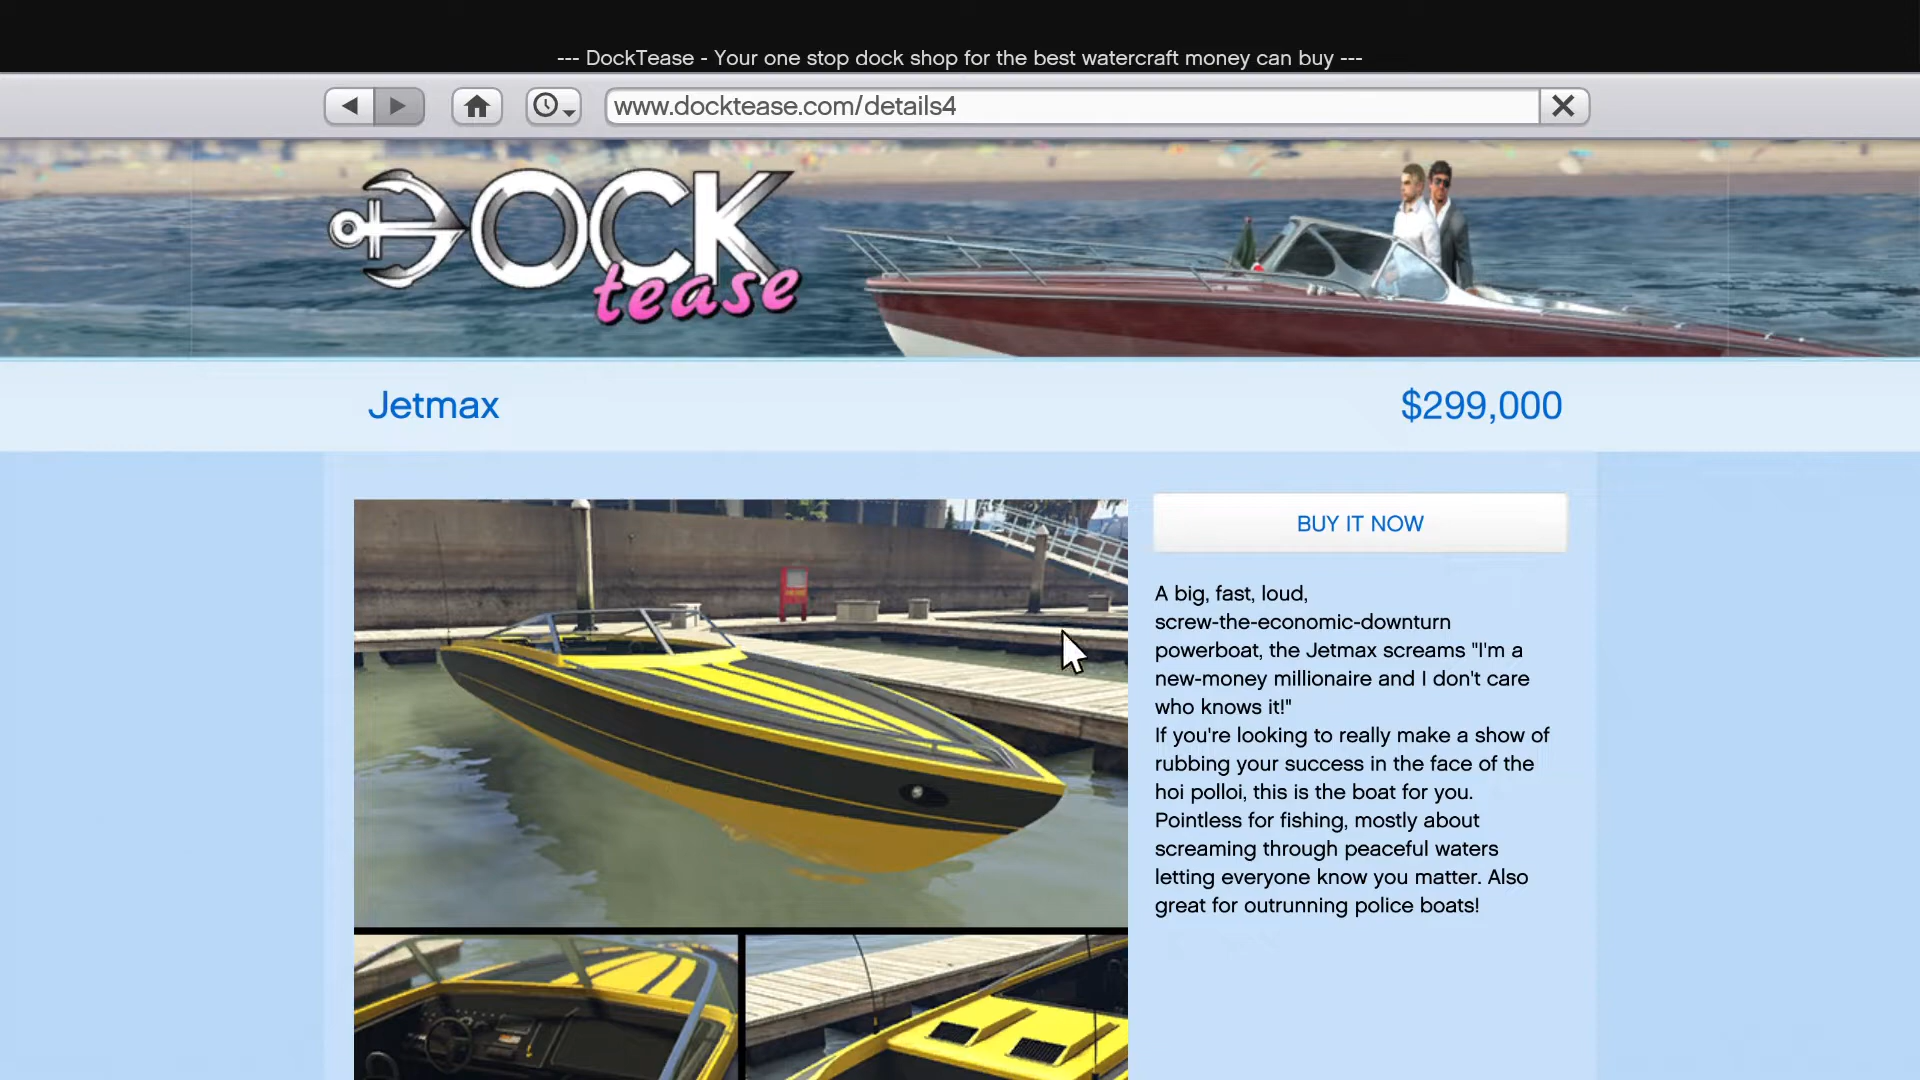 --- DockTease - Your one stop dock shop for the best watercraft money can buy ---
www.docktease.com/details4
DOCK
tease
Jetmax
$299,000
BUY IT NOW
A big, fast, loud,
screw-the-economic-downturn
powerboat, the Jetmax screams "I'm a
new-money millionaire and I don't care
who knows it!"
If you're looking to really make a show of
rubbing your success in the face of the
hoi polloi, this is the boat for you.
Pointless for fishing, mostly about
screaming through peaceful waters
letting everyone know you matter. Also
great for outrunning police boats!